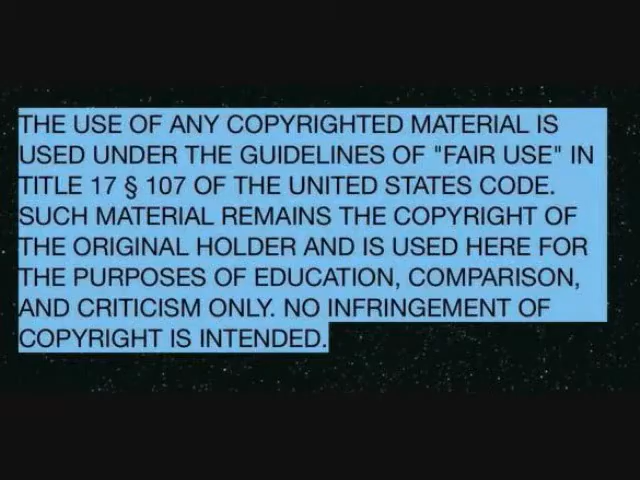 THE USE OF ANY COPYRIGHTED MATERIAL IS
USED UNDER THE GUIDELINES OF "FAIR USE" IN
TITLE 17 § 107 OF THE UNITED STATES CODE.
SUCH MATERIAL REMAINS THE COPYRIGHT OF
THE ORIGINAL HOLDER AND IS USED HERE FOR
THE PURPOSES OF EDUCATION, COMPARISON,
AND CRITICISM ONLY. NO INFRINGEMENT OF
COPYRIGHT IS INTENDED.